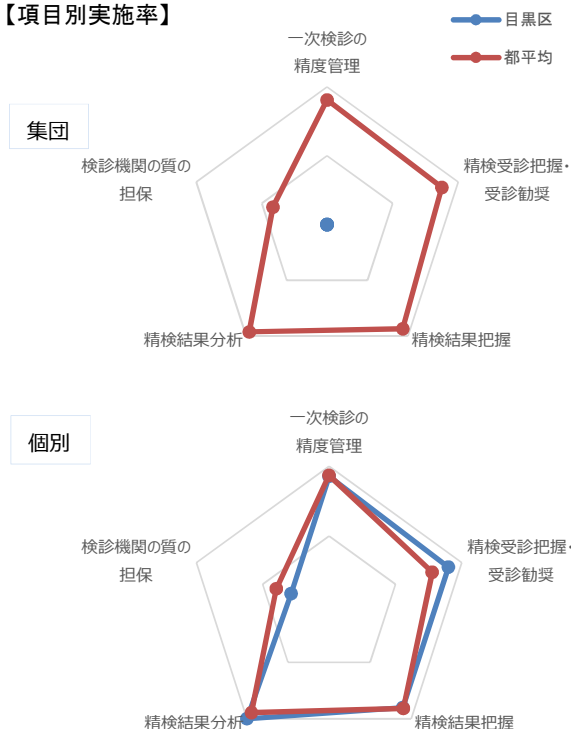 【項目別実施率】
目黒区
都平均
集団
一次検診の
精度管理
精検受診把握・
受診勧奨
精検結果把握
精検結果分析
検診機関の質の
担保
個別
一次検診の
精度管理
精検受診把握・
受診勧奨
精検結果把握
精検結果分析
検診機関の質の
担保